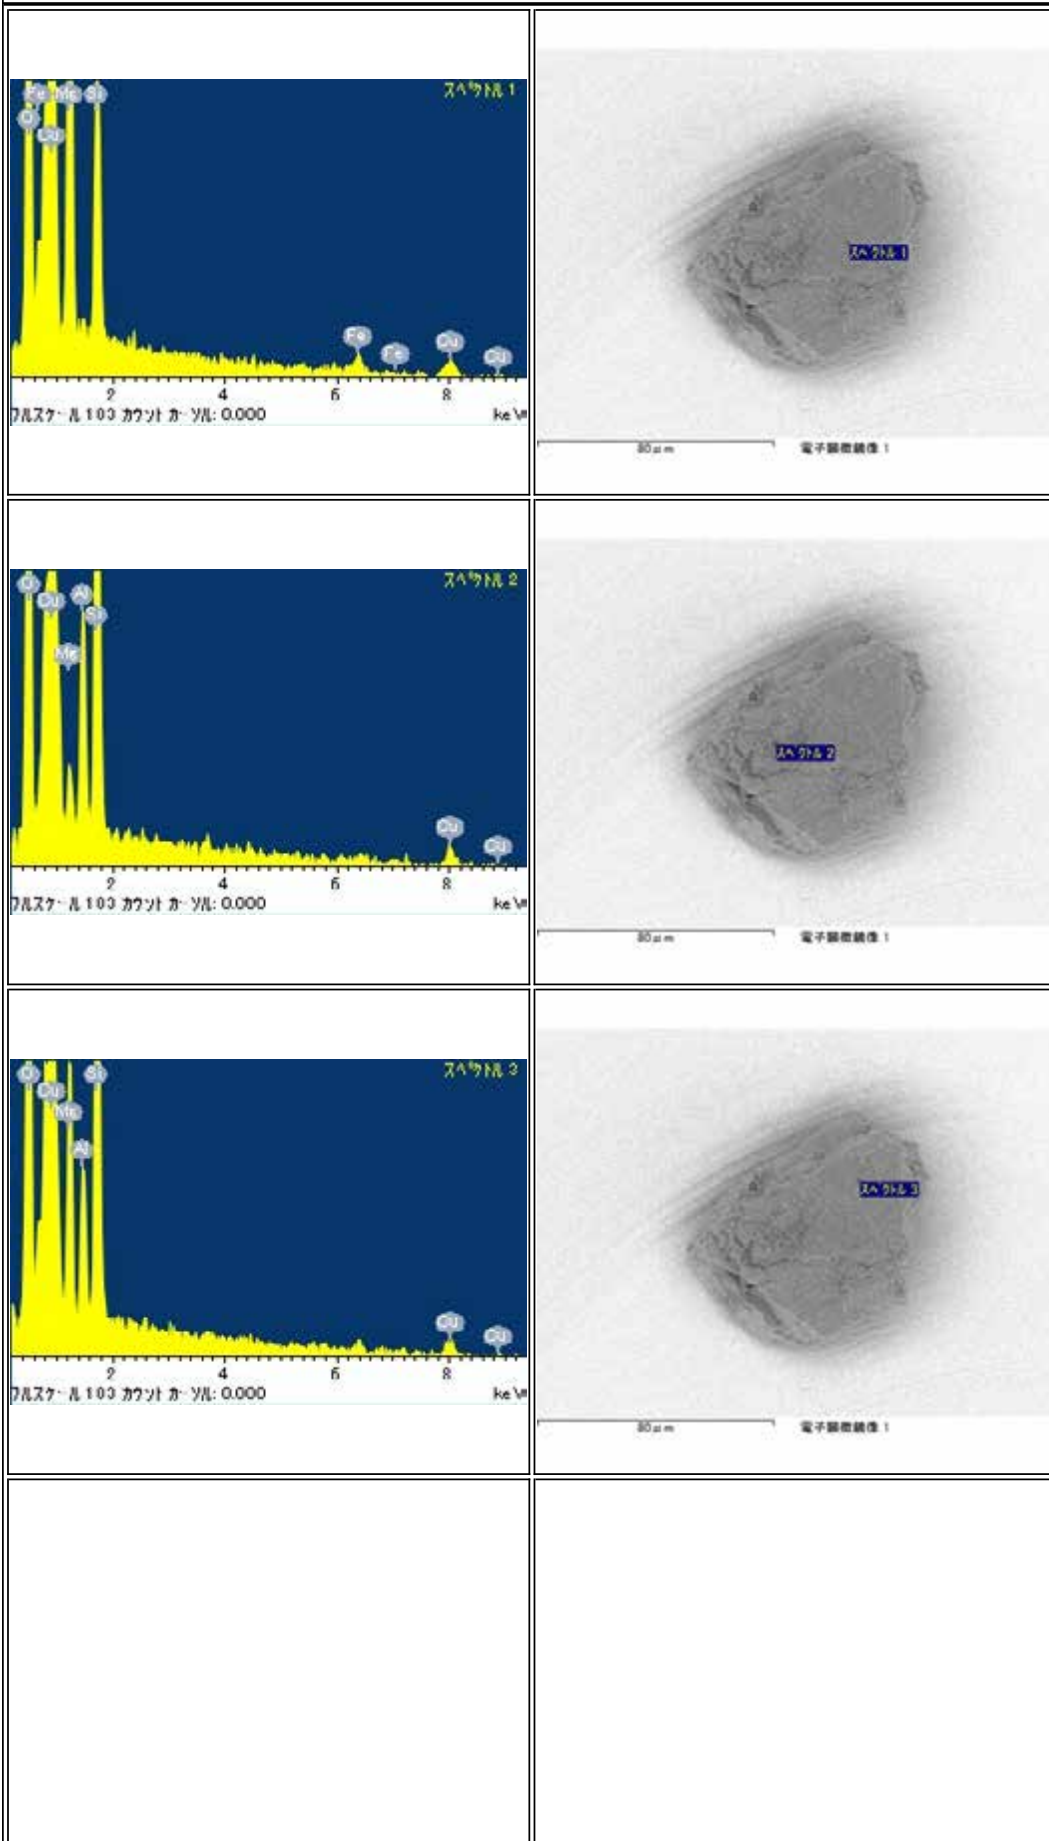 スペクトル 1
O Fe Cu Mg Si
Fe Fe Cu Cu
2 4 6 8
フルスケール 103 カウント カーソル: 0.000 keV
スペクトル 1
80μm 電子顕微鏡像 1
スペクトル 2
O Cu Mg Al Si
Cu Cu
2 4 6 8
フルスケール 103 カウント カーソル: 0.000 keV
スペクトル 2
80μm 電子顕微鏡像 1
スペクトル 3
O Cu Mg Al Si
Cu Cu
2 4 6 8
フルスケール 103 カウント カーソル: 0.000 keV
スペクトル 3
80μm 電子顕微鏡像 1